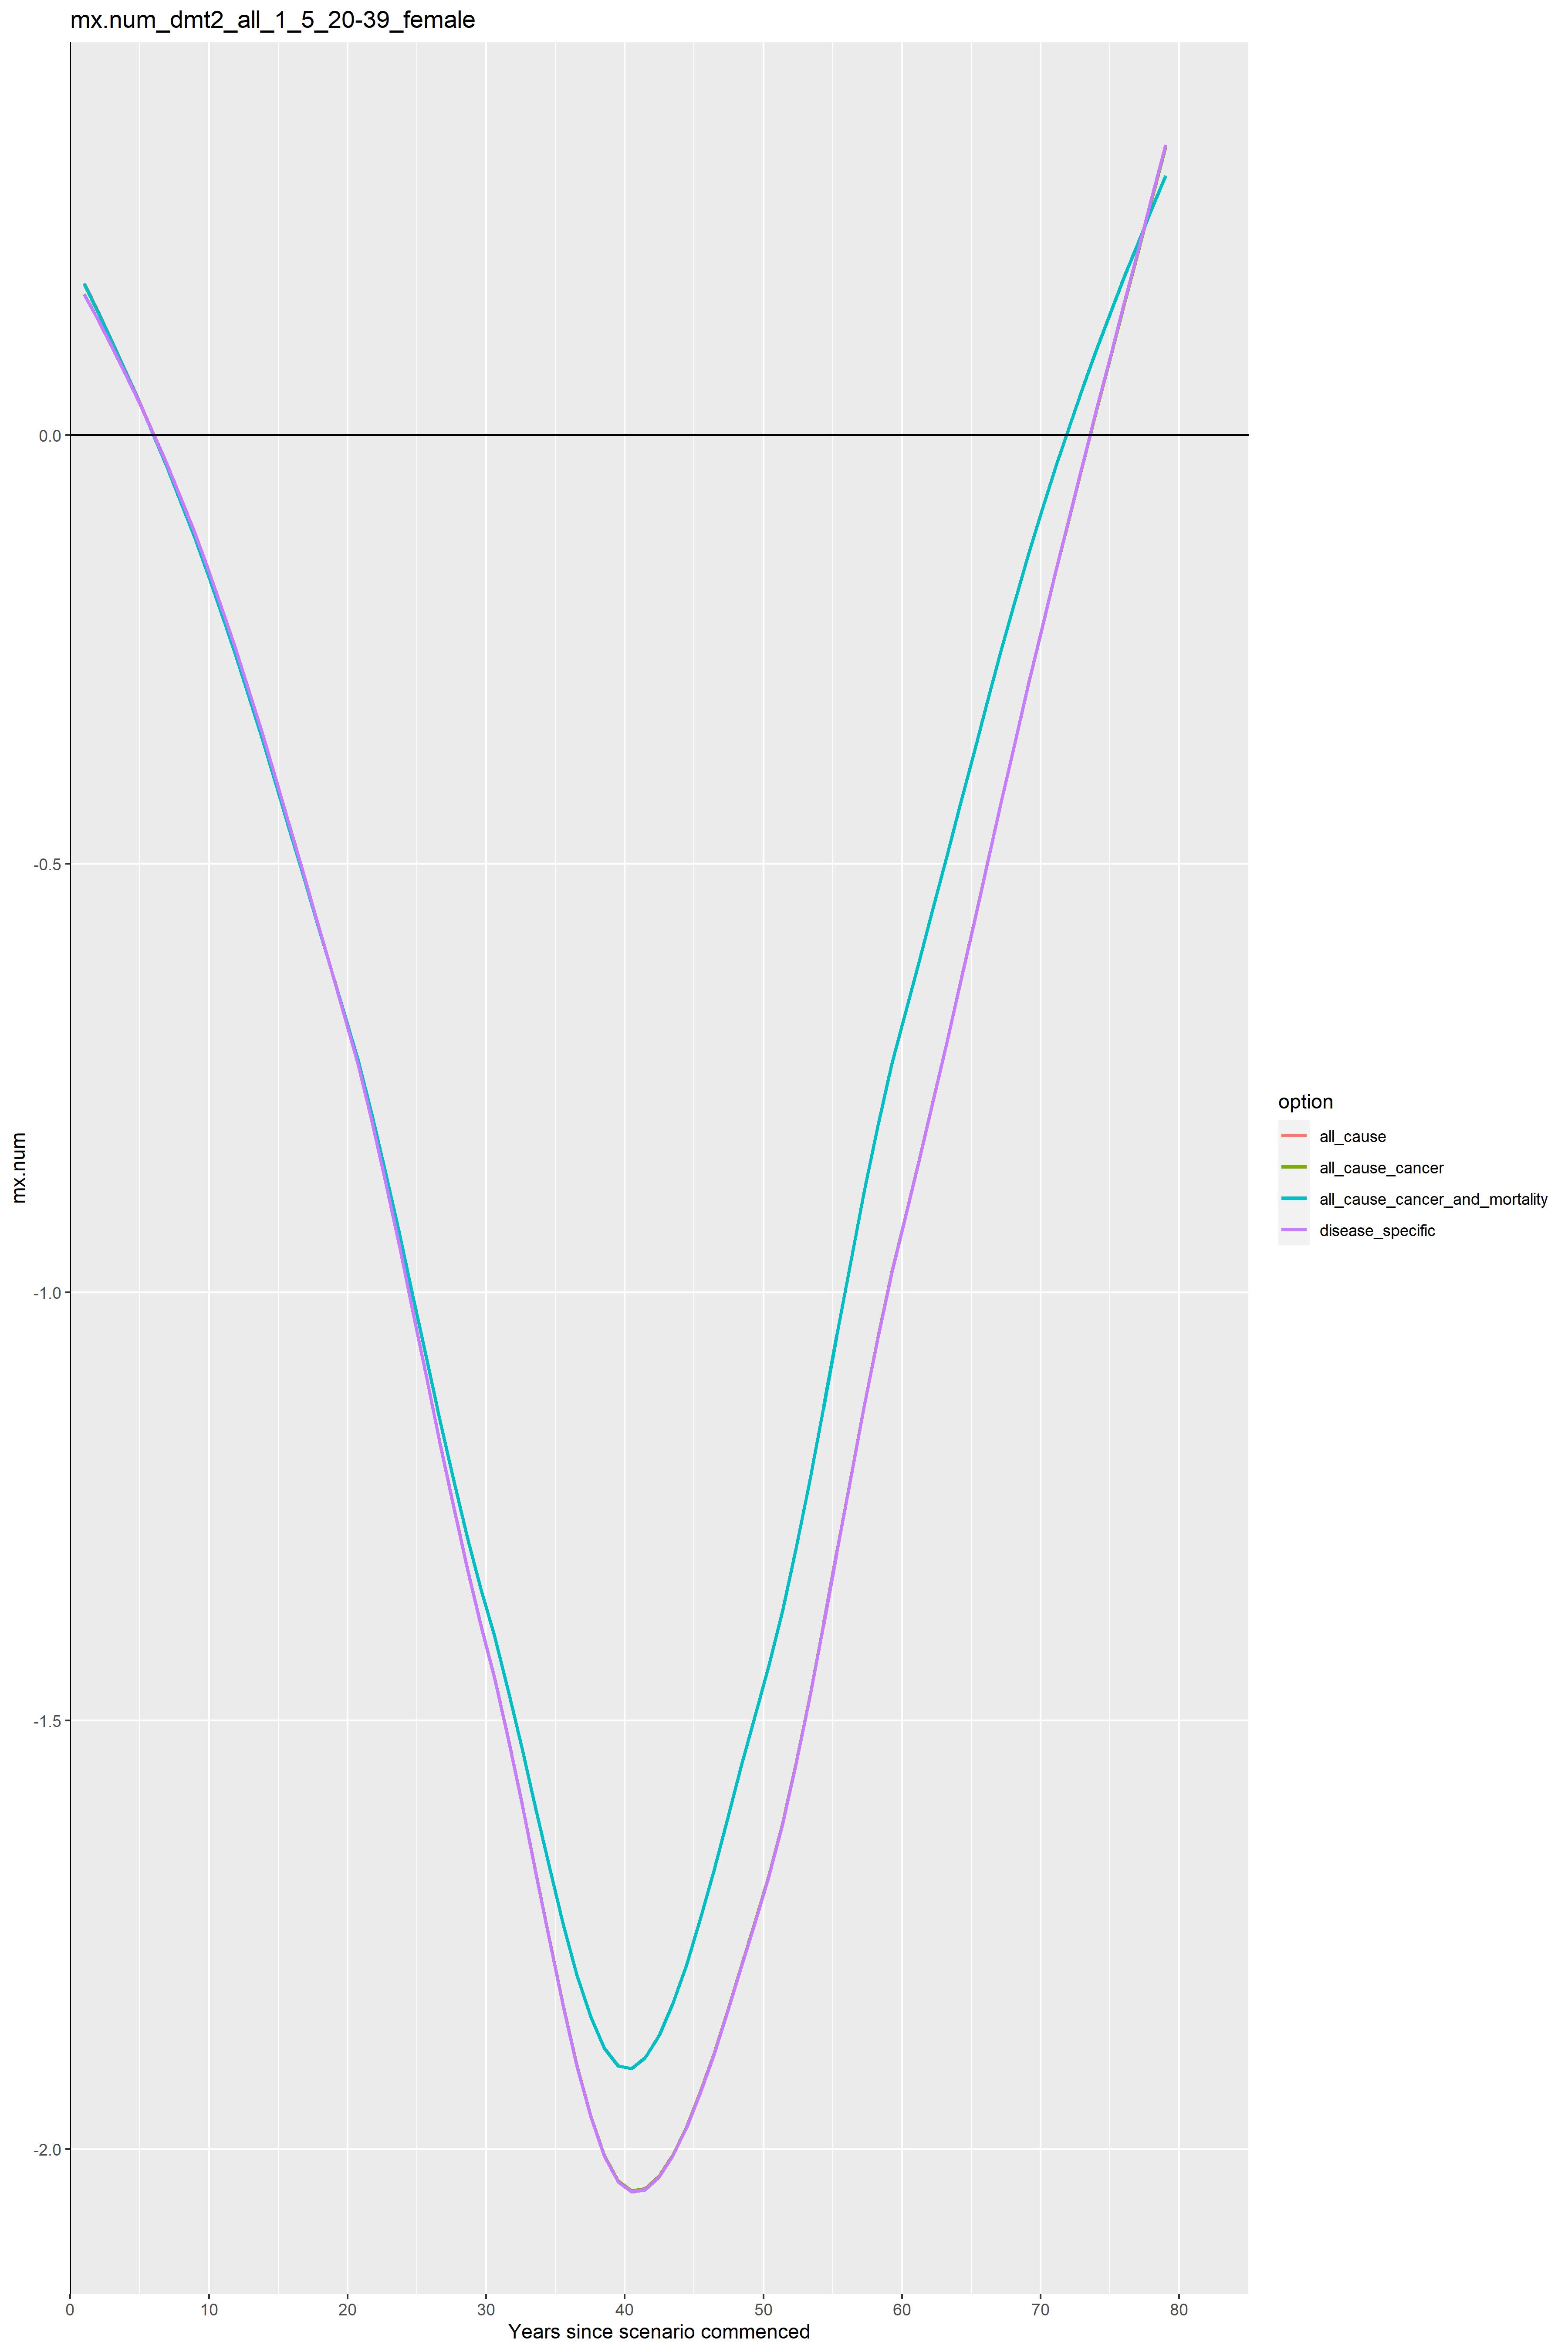 mx.num_dmt2_all_1_5_20-39_female
0.0
-0.5
-1.0
-1.5
-2.0
mx.num
0 10 20 30 40 50 60 70 80
Years since scenario commenced
option
all_cause
all_cause_cancer
all_cause_cancer_and_mortality
disease_specific